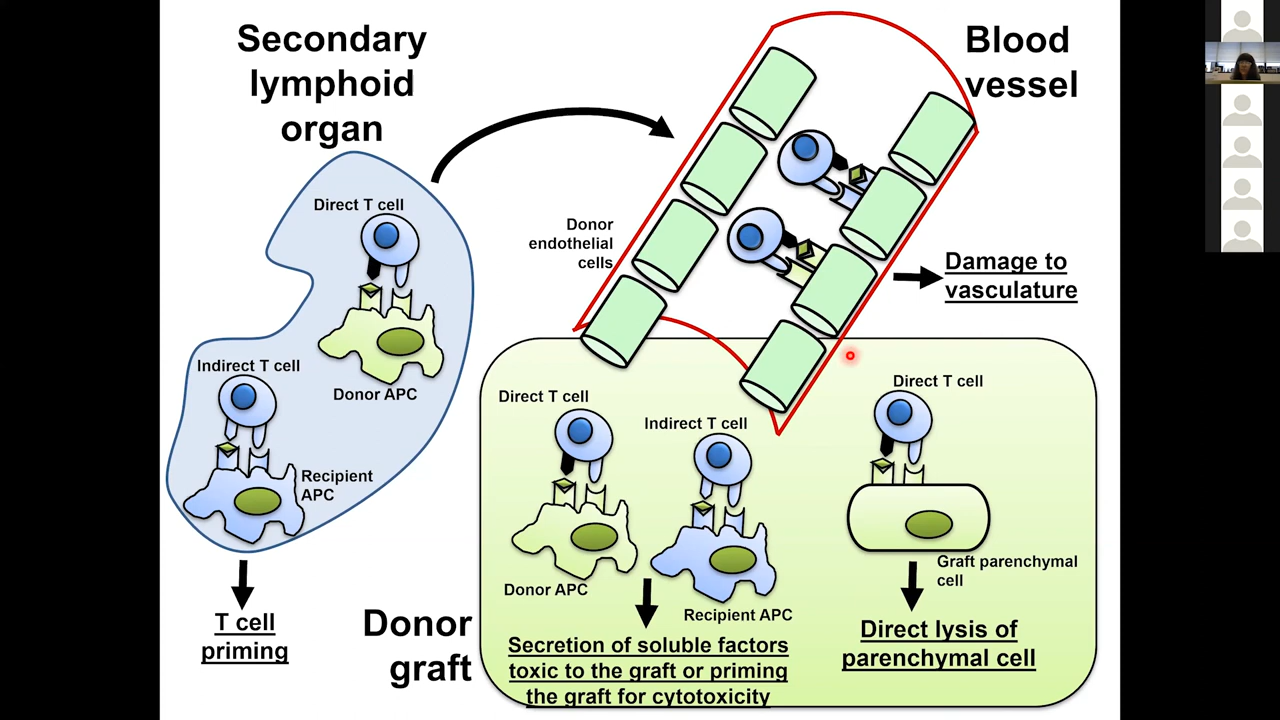 Secondary
lymphoid
organ
Blood
vessel
Direct T cell
Donor APC
Indirect T cell
Recipient
APC
T cell
priming
Donor
endothelial
cells
Damage to
vasculature
Donor
graft
Direct T cell
Donor APC
Indirect T cell
Recipient APC
Secretion of soluble factors
toxic to the graft or priming
the graft for cytotoxicity
Direct T cell
Graft parenchymal
cell
Direct lysis of
parenchymal cell